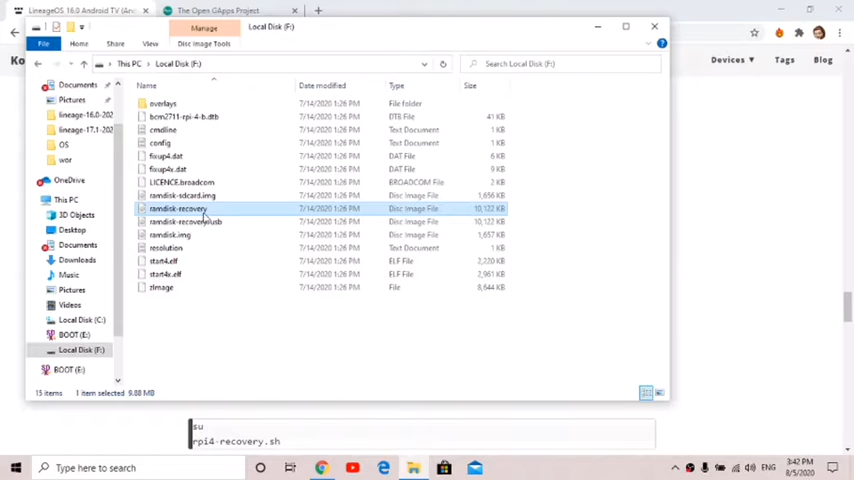 LineageOS 16.0 Android TV (Andro
The Open GApps Project
Manage
Local Disk (F:)
File
Home
Share
View
Disc Image Tools
This PC
Local Disk (F:)
Search Local Disk (F:)
Ko
Devices
Tags
Blog
Name
Date modified
Type
Size
Documents
Pictures
lineage-16.0-202
lineage-17.1-202
OS
wor
OneDrive
This PC
3D Objects
Desktop
Documents
Downloads
Music
Pictures
Videos
Local Disk (C:)
BOOT (E:)
Local Disk (F:)
BOOT (E:)
overlays 7/14/2020 1:26 PM File folder
bcm2711-rpi-4-b.dtb 7/14/2020 1:26 PM DTB File 41 KB
cmdline 7/14/2020 1:26 PM Text Document 1 KB
config 7/14/2020 1:26 PM Text Document 1 KB
fixup4.dat 7/14/2020 1:26 PM DAT File 6 KB
fixup4x.dat 7/14/2020 1:26 PM DAT File 9 KB
LICENCE.broadcom 7/14/2020 1:26 PM BROADCOM File 2 KB
ramdisk-sdcard.img 7/14/2020 1:26 PM Disc Image File 1,656 KB
ramdisk-recovery 7/14/2020 1:26 PM Disc Image File 10,122 KB
ramdisk-recovery-usb 7/14/2020 1:26 PM Disc Image File 10,122 KB
ramdisk.img 7/14/2020 1:26 PM Disc Image File 1,657 KB
resolution 7/14/2020 1:26 PM Text Document 1 KB
start4.elf 7/14/2020 1:26 PM ELF File 2,220 KB
start4x.elf 7/14/2020 1:26 PM ELF File 2,961 KB
zImage 7/14/2020 1:26 PM File 8,644 KB
15 items
1 item selected 9.88 MB
su
rpi4-recovery.sh
Type here to search
ENG
3:42 PM
8/5/2020